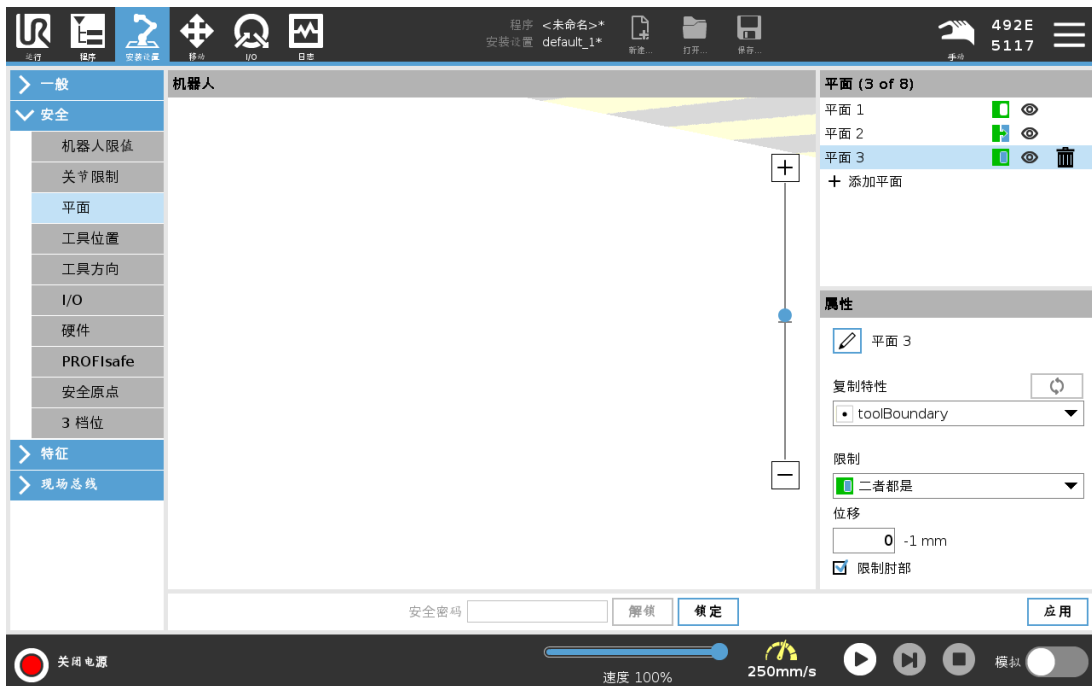 UR
程序 <未命名>*
安装设置 default_1*
运行
程序
安装设置
移动
I/O
日志
新建...
打开...
保存...
手动
492E
5117
一般
安全
机器人限值
关节限制
平面
工具位置
工具方向
I/O
硬件
PROFIsafe
安全原点
3 档位
特征
现场总线
机器人
平面 (3 of 8)
平面 1
平面 2
平面 3
+ 添加平面
属性
平面 3
复制特性
toolBoundary
限制
二者都是
位移
0 -1 mm
限制肘部
安全密码
解锁
锁定
应用
关闭电源
速度 100%
250mm/s
模拟